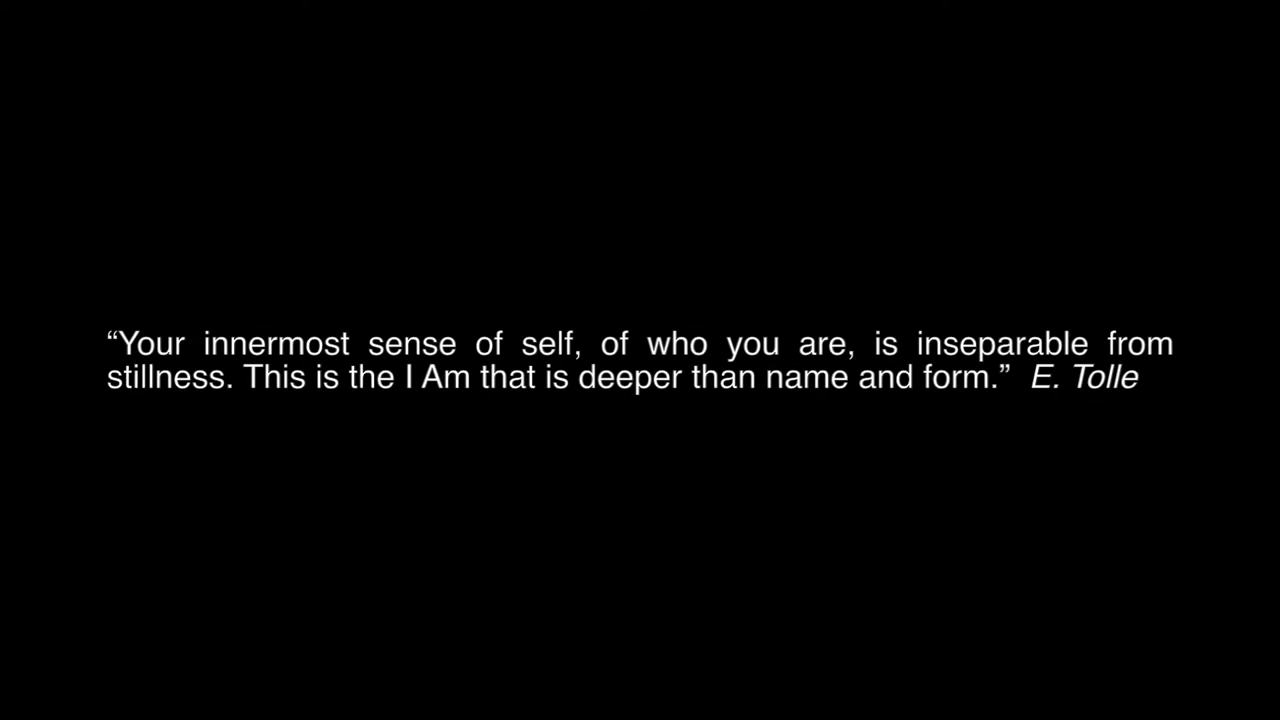 “Your innermost sense of self, of who you are, is inseparable from
stillness. This is the I Am that is deeper than name and form.” E. Tolle